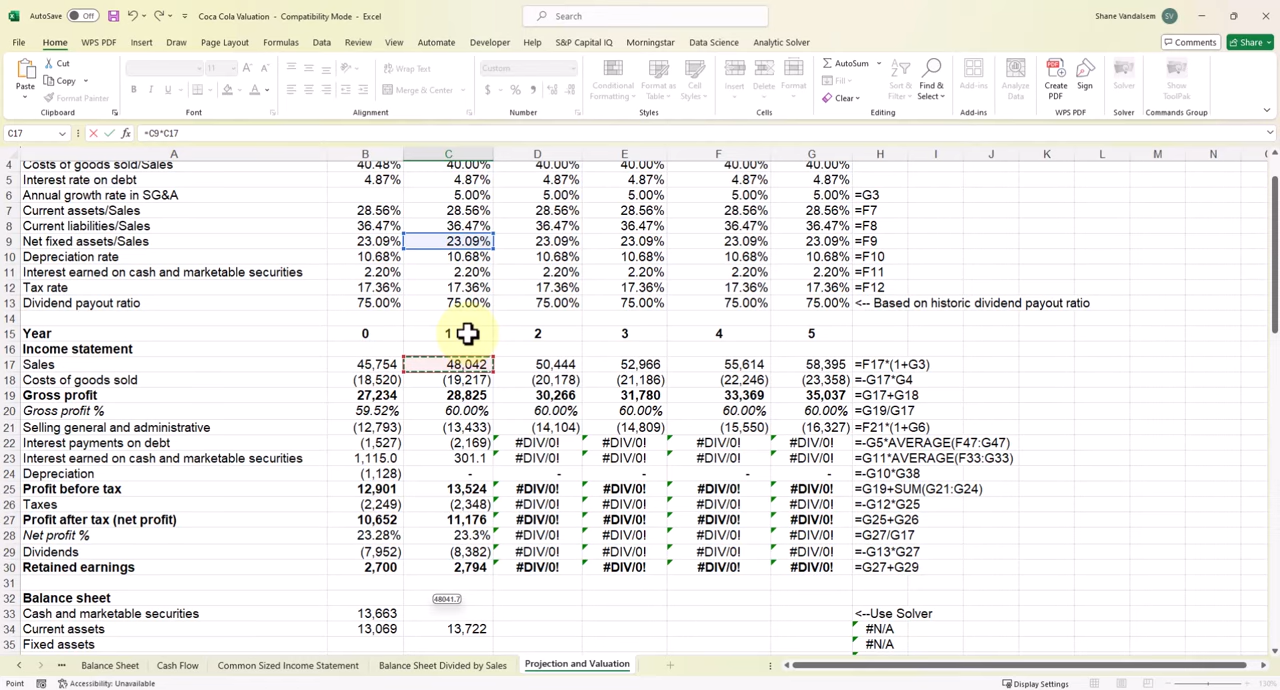 AutoSave Off Coca Cola Valuation - Compatibility Mode - Excel Search Shane Vandalsem SV
File Home WPS PDF Insert Draw Page Layout Formulas Data Review View Automate Developer Help S&P Capital IQ Morningstar Data Science Analytic Solver Comments Share
Paste Cut Copy Format Painter Clipboard
11 Font
Wrap Text Merge & Center Alignment
Custom Number
Conditional Formatting Format as Table Cell Styles Styles
Insert Delete Format Cells
AutoSum Fill Clear Sort & Filter Find & Select Editing
Add-ins Add-ins
Analyze Data
Create PDF Sign WPS PDF
Solver Solver
Show ToolPak Commands Group
C17 fx =C9*C17
A B C D E F G H I J K L M N
4 Costs of goods sold/Sales 40.48% 40.00% 40.00% 40.00% 40.00% 40.00%
5 Interest rate on debt 4.87% 4.87% 4.87% 4.87% 4.87% 4.87%
6 Annual growth rate in SG&A 5.00% 5.00% 5.00% 5.00% 5.00% =G3
7 Current assets/Sales 28.56% 28.56% 28.56% 28.56% 28.56% 28.56% =F7
8 Current liabilities/Sales 36.47% 36.47% 36.47% 36.47% 36.47% 36.47% =F8
9 Net fixed assets/Sales 23.09% 23.09% 23.09% 23.09% 23.09% 23.09% =F9
10 Depreciation rate 10.68% 10.68% 10.68% 10.68% 10.68% 10.68% =F10
11 Interest earned on cash and marketable securities 2.20% 2.20% 2.20% 2.20% 2.20% 2.20% =F11
12 Tax rate 17.36% 17.36% 17.36% 17.36% 17.36% 17.36% =F12
13 Dividend payout ratio 75.00% 75.00% 75.00% 75.00% 75.00% 75.00% <-- Based on historic dividend payout ratio
14
15 Year 0 1 2 3 4 5
16 Income statement
17 Sales 45,754 48,042 50,444 52,966 55,614 58,395 =F17*(1+G3)
18 Costs of goods sold (18,520) (19,217) (20,178) (21,186) (22,246) (23,358) =-G17*G4
19 Gross profit 27,234 28,825 30,266 31,780 33,369 35,037 =G17+G18
20 Gross profit % 59.52% 60.00% 60.00% 60.00% 60.00% 60.00% =G19/G17
21 Selling general and administrative (12,793) (13,433) (14,104) (14,809) (15,550) (16,327) =F21*(1+G6)
22 Interest payments on debt (1,527) (2,169) #DIV/0! #DIV/0! #DIV/0! #DIV/0! =-G5*AVERAGE(F47:G47)
23 Interest earned on cash and marketable securities 1,115.0 301.1 #DIV/0! #DIV/0! #DIV/0! #DIV/0! =G11*AVERAGE(F33:G33)
24 Depreciation (1,128) - - - - - =-G10*G38
25 Profit before tax 12,901 13,524 #DIV/0! #DIV/0! #DIV/0! #DIV/0! =G19+SUM(G21:G24)
26 Taxes (2,249) (2,348) #DIV/0! #DIV/0! #DIV/0! #DIV/0! =-G12*G25
27 Profit after tax (net profit) 10,652 11,176 #DIV/0! #DIV/0! #DIV/0! #DIV/0! =G25+G26
28 Net profit % 23.28% 23.3% #DIV/0! #DIV/0! #DIV/0! #DIV/0! =G27/G17
29 Dividends (7,952) (8,382) #DIV/0! #DIV/0! #DIV/0! #DIV/0! =-G13*G27
30 Retained earnings 2,700 2,794 #DIV/0! #DIV/0! #DIV/0! #DIV/0! =G27+G29
31
32 Balance sheet 48041.7
33 Cash and marketable securities 13,663 <--Use Solver
34 Current assets 13,069 13,722 #N/A
35 Fixed assets #N/A
Balance Sheet Cash Flow Common Sized Income Statement Balance Sheet Divided by Sales Projection and Valuation
Point Accessibility: Unavailable Display Settings 130%